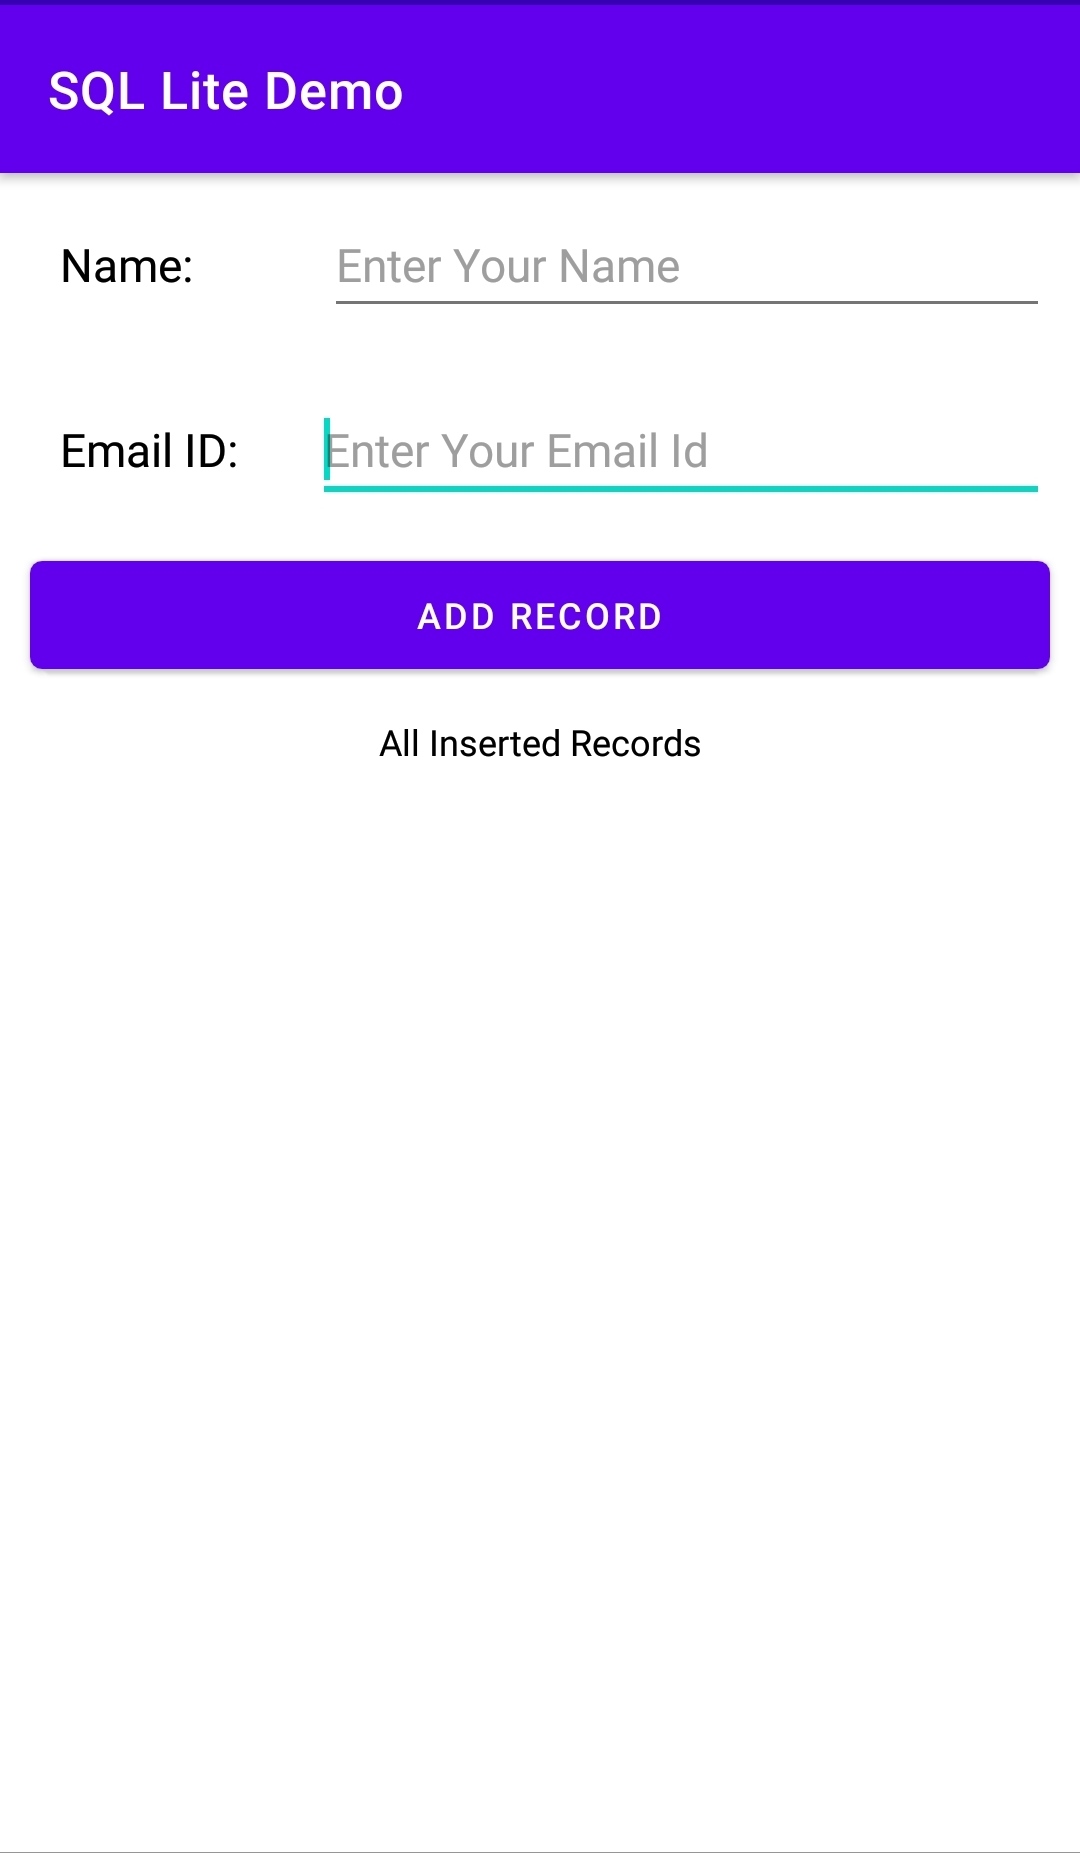 SQL Lite Demo
Name: Enter Your Name
Email ID: Enter Your Email Id
ADD RECORD
All Inserted Records